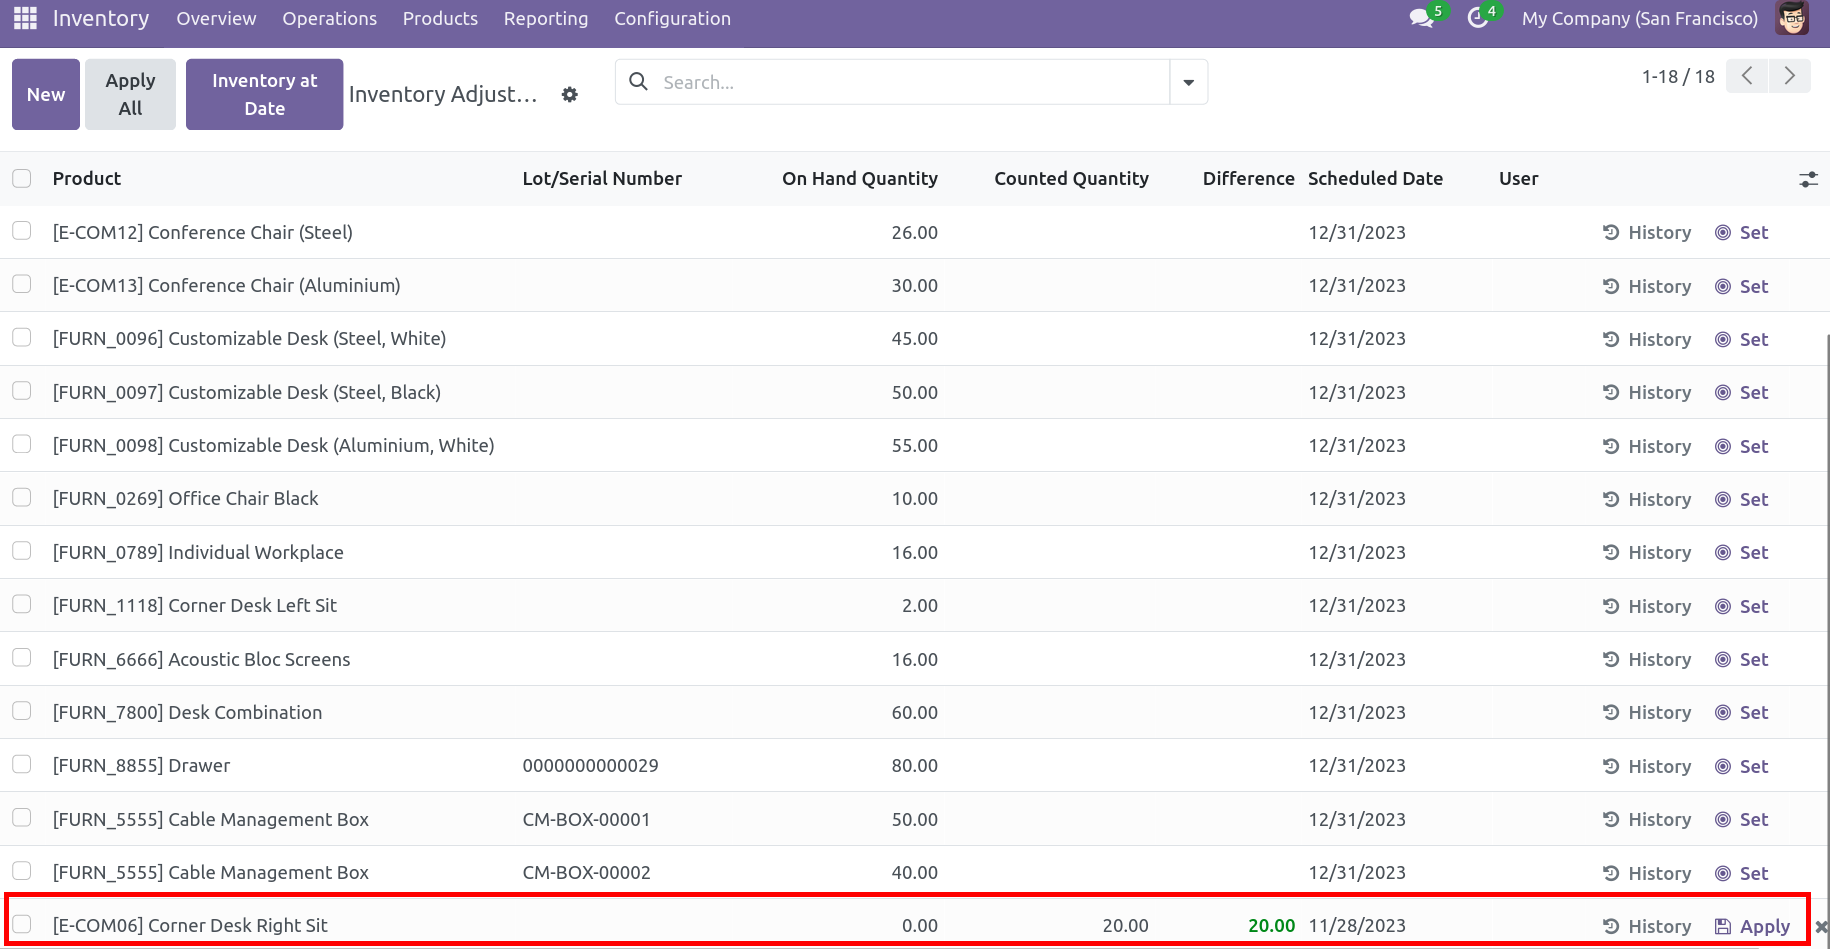 Inventory Overview Operations Products Reporting Configuration 5 4 My Company (San Francisco)
New Apply All Inventory at Date Inventory Adjust... Search... 1-18 / 18
Product Lot/Serial Number On Hand Quantity Counted Quantity Difference Scheduled Date User
[E-COM12] Conference Chair (Steel) 26.00 12/31/2023 History Set
[E-COM13] Conference Chair (Aluminium) 30.00 12/31/2023 History Set
[FURN_0096] Customizable Desk (Steel, White) 45.00 12/31/2023 History Set
[FURN_0097] Customizable Desk (Steel, Black) 50.00 12/31/2023 History Set
[FURN_0098] Customizable Desk (Aluminium, White) 55.00 12/31/2023 History Set
[FURN_0269] Office Chair Black 10.00 12/31/2023 History Set
[FURN_0789] Individual Workplace 16.00 12/31/2023 History Set
[FURN_1118] Corner Desk Left Sit 2.00 12/31/2023 History Set
[FURN_6666] Acoustic Bloc Screens 16.00 12/31/2023 History Set
[FURN_7800] Desk Combination 60.00 12/31/2023 History Set
[FURN_8855] Drawer 0000000000029 80.00 12/31/2023 History Set
[FURN_5555] Cable Management Box CM-BOX-00001 50.00 12/31/2023 History Set
[FURN_5555] Cable Management Box CM-BOX-00002 40.00 12/31/2023 History Set
[E-COM06] Corner Desk Right Sit 0.00 20.00 20.00 11/28/2023 History Apply